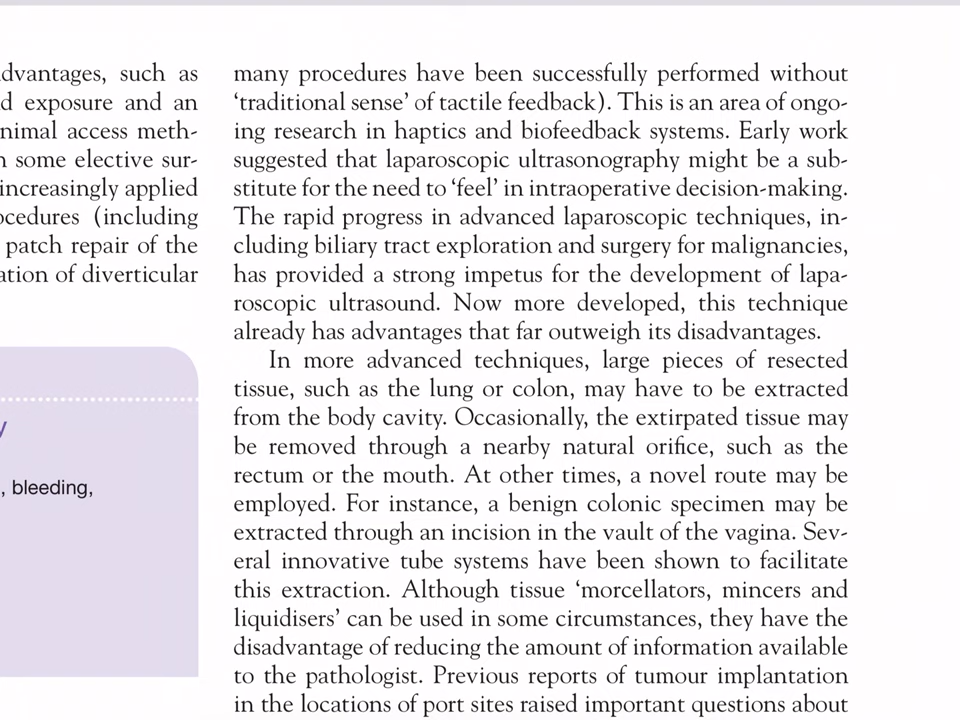 dvantages, such as
d exposure and an
nimal access meth-
n some elective sur-
increasingly applied
ocedures (including
patch repair of the
ation of diverticular
y
, bleeding,
many procedures have been successfully performed without
‘traditional sense’ of tactile feedback). This is an area of ongo-
ing research in haptics and biofeedback systems. Early work
suggested that laparoscopic ultrasonography might be a sub-
stitute for the need to ‘feel’ in intraoperative decision-making.
The rapid progress in advanced laparoscopic techniques, in-
cluding biliary tract exploration and surgery for malignancies,
has provided a strong impetus for the development of lapa-
roscopic ultrasound. Now more developed, this technique
already has advantages that far outweigh its disadvantages.
In more advanced techniques, large pieces of resected
tissue, such as the lung or colon, may have to be extracted
from the body cavity. Occasionally, the extirpated tissue may
be removed through a nearby natural orifice, such as the
rectum or the mouth. At other times, a novel route may be
employed. For instance, a benign colonic specimen may be
extracted through an incision in the vault of the vagina. Sev-
eral innovative tube systems have been shown to facilitate
this extraction. Although tissue ‘morcellators, mincers and
liquidisers’ can be used in some circumstances, they have the
disadvantage of reducing the amount of information available
to the pathologist. Previous reports of tumour implantation
in the locations of port sites raised important questions about